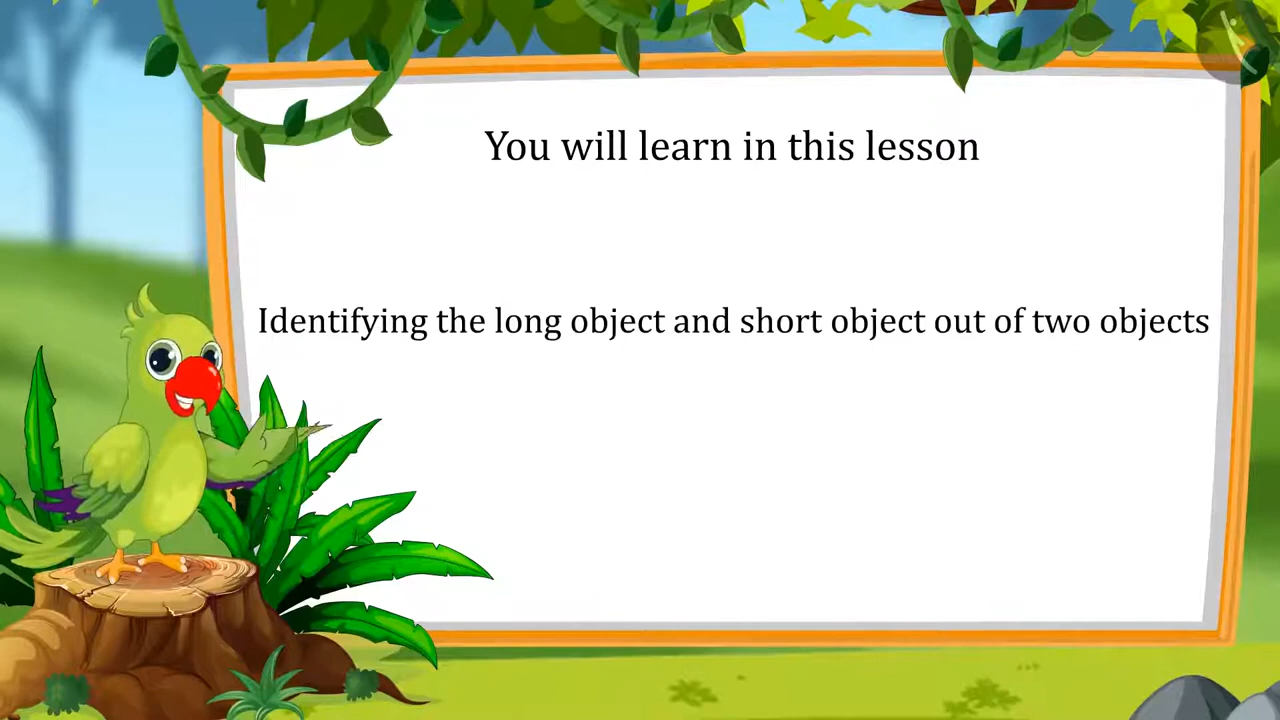 You will learn in this lesson
Identifying the long object and short object out of two objects